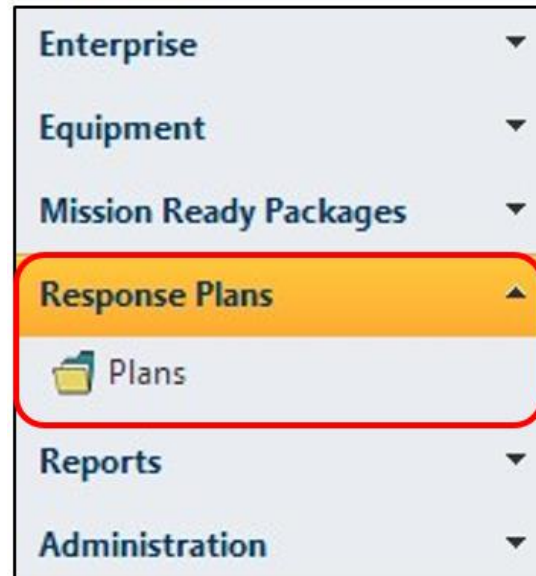 Enterprise
Equipment
Mission Ready Packages
Response Plans
Plans
Reports
Administration